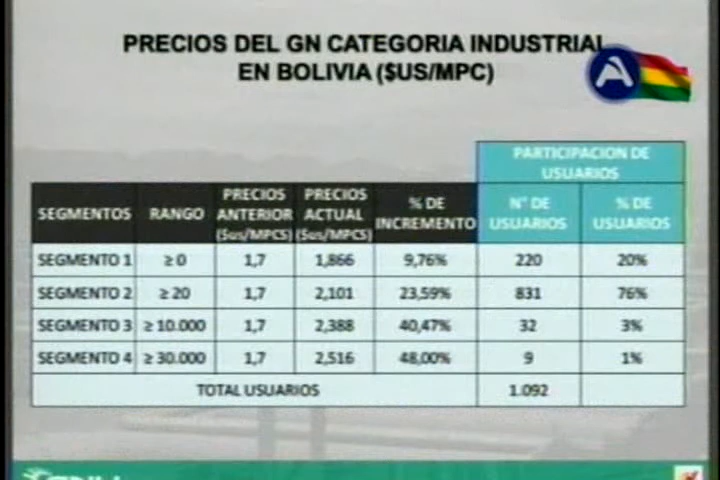 PRECIOS DEL GN CATEGORIA INDUSTRIAL
EN BOLIVIA ($US/MPC)
A
PARTICIPACION DE
USUARIOS
SEGMENTOS RANGO PRECIOS ANTERIOR ($us/MPCS) PRECIOS ACTUAL ($us/MPCS) % DE INCREMENTO N° DE USUARIOS % DE USUARIOS
SEGMENTO 1 ≥ 0 1,7 1,866 9,76% 220 20%
SEGMENTO 2 ≥ 20 1,7 2,101 23,59% 831 76%
SEGMENTO 3 ≥ 10.000 1,7 2,388 40,47% 32 3%
SEGMENTO 4 ≥ 30.000 1,7 2,516 48,00% 9 1%
TOTAL USUARIOS 1.092